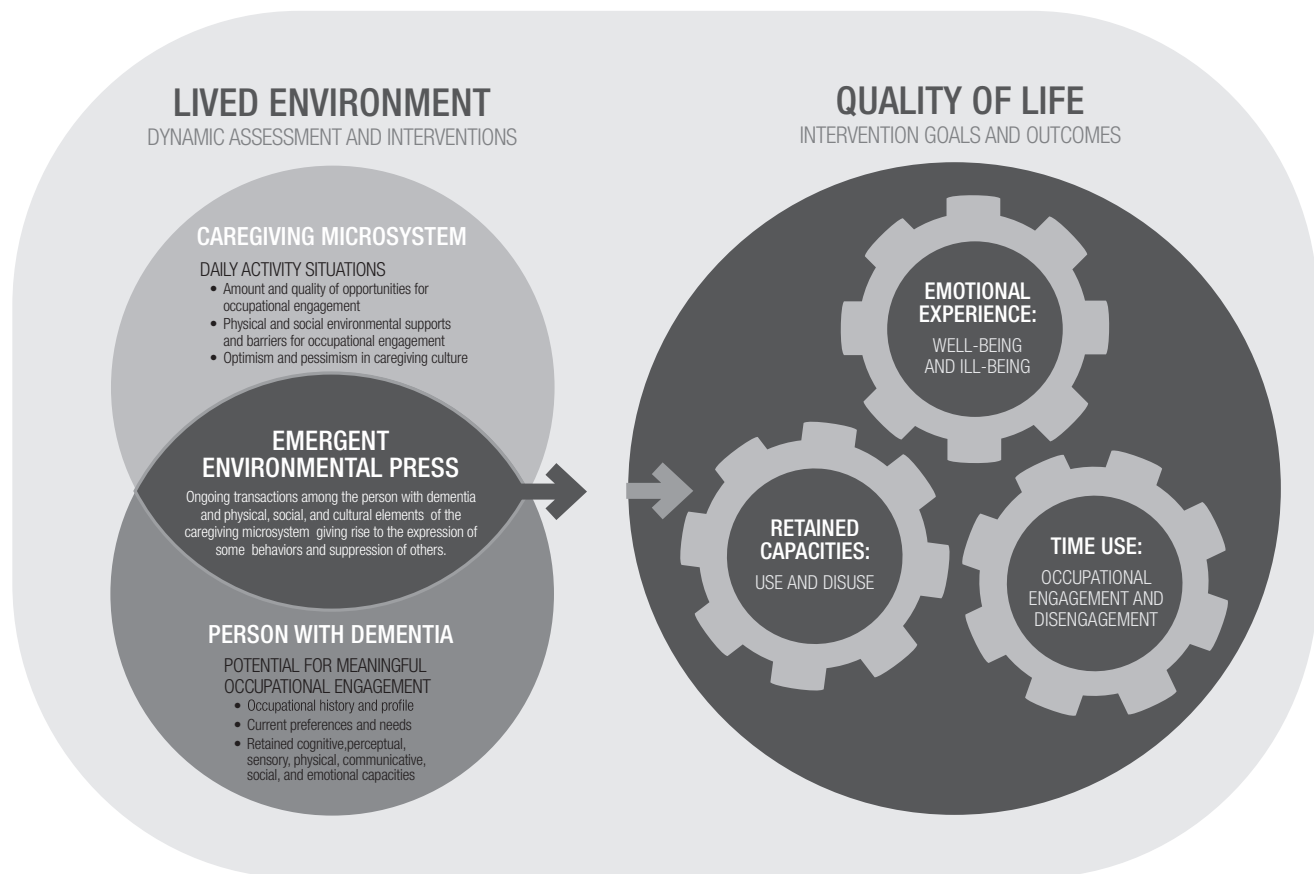 LIVED ENVIRONMENT
DYNAMIC ASSESSMENT AND INTERVENTIONS
CAREGIVING MICROSYSTEM
DAILY ACTIVITY SITUATIONS
• Amount and quality of opportunities for
occupational engagement
• Physical and social environmental supports
and barriers for occupational engagement
• Optimism and pessimism in caregiving culture
EMERGENT
ENVIRONMENTAL PRESS
Ongoing transactions among the person with dementia
and physical, social, and cultural elements of the
caregiving microsystem giving rise to the expression of
some behaviors and suppression of others.
PERSON WITH DEMENTIA
POTENTIAL FOR MEANINGFUL
OCCUPATIONAL ENGAGEMENT
• Occupational history and profile
• Current preferences and needs
• Retained cognitive,perceptual,
sensory, physical, communicative,
social, and emotional capacities
QUALITY OF LIFE
INTERVENTION GOALS AND OUTCOMES
EMOTIONAL
EXPERIENCE:
WELL-BEING
AND ILL-BEING
RETAINED
CAPACITIES:
USE AND DISUSE
TIME USE:
OCCUPATIONAL
ENGAGEMENT AND
DISENGAGEMENT